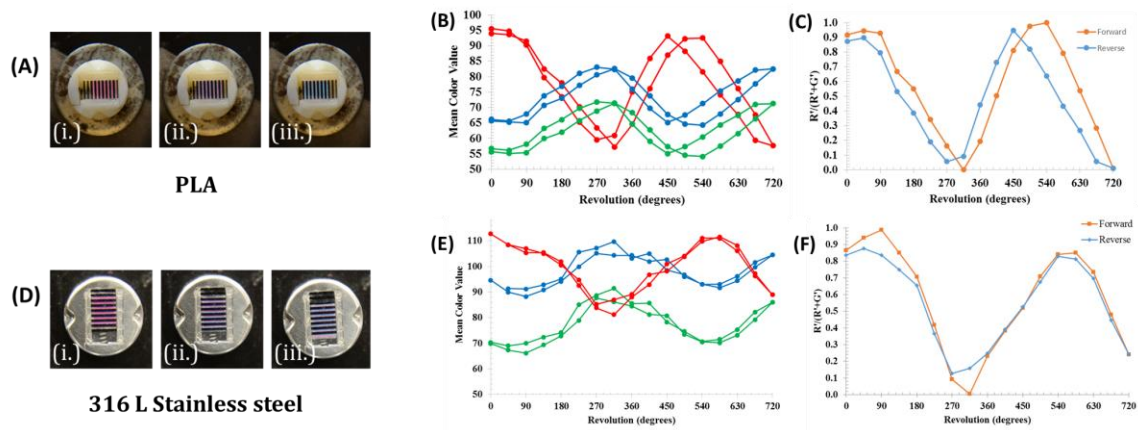 (A)
(i.)
(ii.)
(iii.)
PLA
(B)
Mean Color Value
100
95
90
85
80
75
70
65
60
55
50
0 90 180 270 360 450 540 630 720
Revolution (degrees)
(C)
R'/(R'+G')
1.0
0.9
0.8
0.7
0.6
0.5
0.4
0.3
0.2
0.1
0.0
0 90 180 270 360 450 540 630 720
Revolution (degrees)
Forward
Reverse
(D)
(i.)
(ii.)
(iii.)
316 L Stainless steel
(E)
Mean Color Value
110
100
90
80
70
60
50
0 90 180 270 360 450 540 630 720
Revolution (degrees)
(F)
R'/(R'+G')
1.0
0.9
0.8
0.7
0.6
0.5
0.4
0.3
0.2
0.1
0.0
0 90 180 270 360 450 540 630 720
Revolution (degrees)
Forward
Reverse